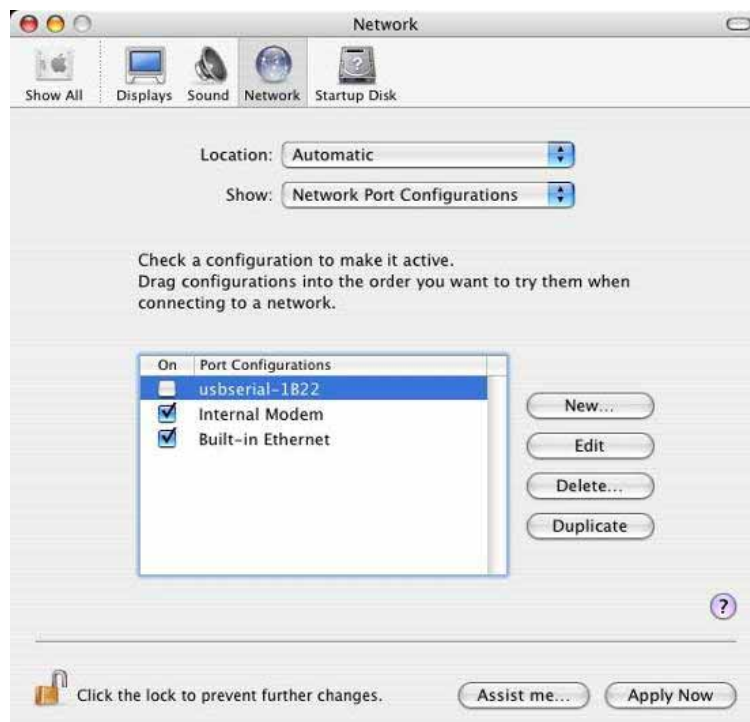 Network
Show All
Displays
Sound
Network
Startup Disk
Location: Automatic
Show: Network Port Configurations
Check a configuration to make it active.
Drag configurations into the order you want to try them when
connecting to a network.
On Port Configurations
usbserial-1B22
Internal Modem
Built-in Ethernet
New...
Edit
Delete...
Duplicate
?
Click the lock to prevent further changes.
Assist me...
Apply Now